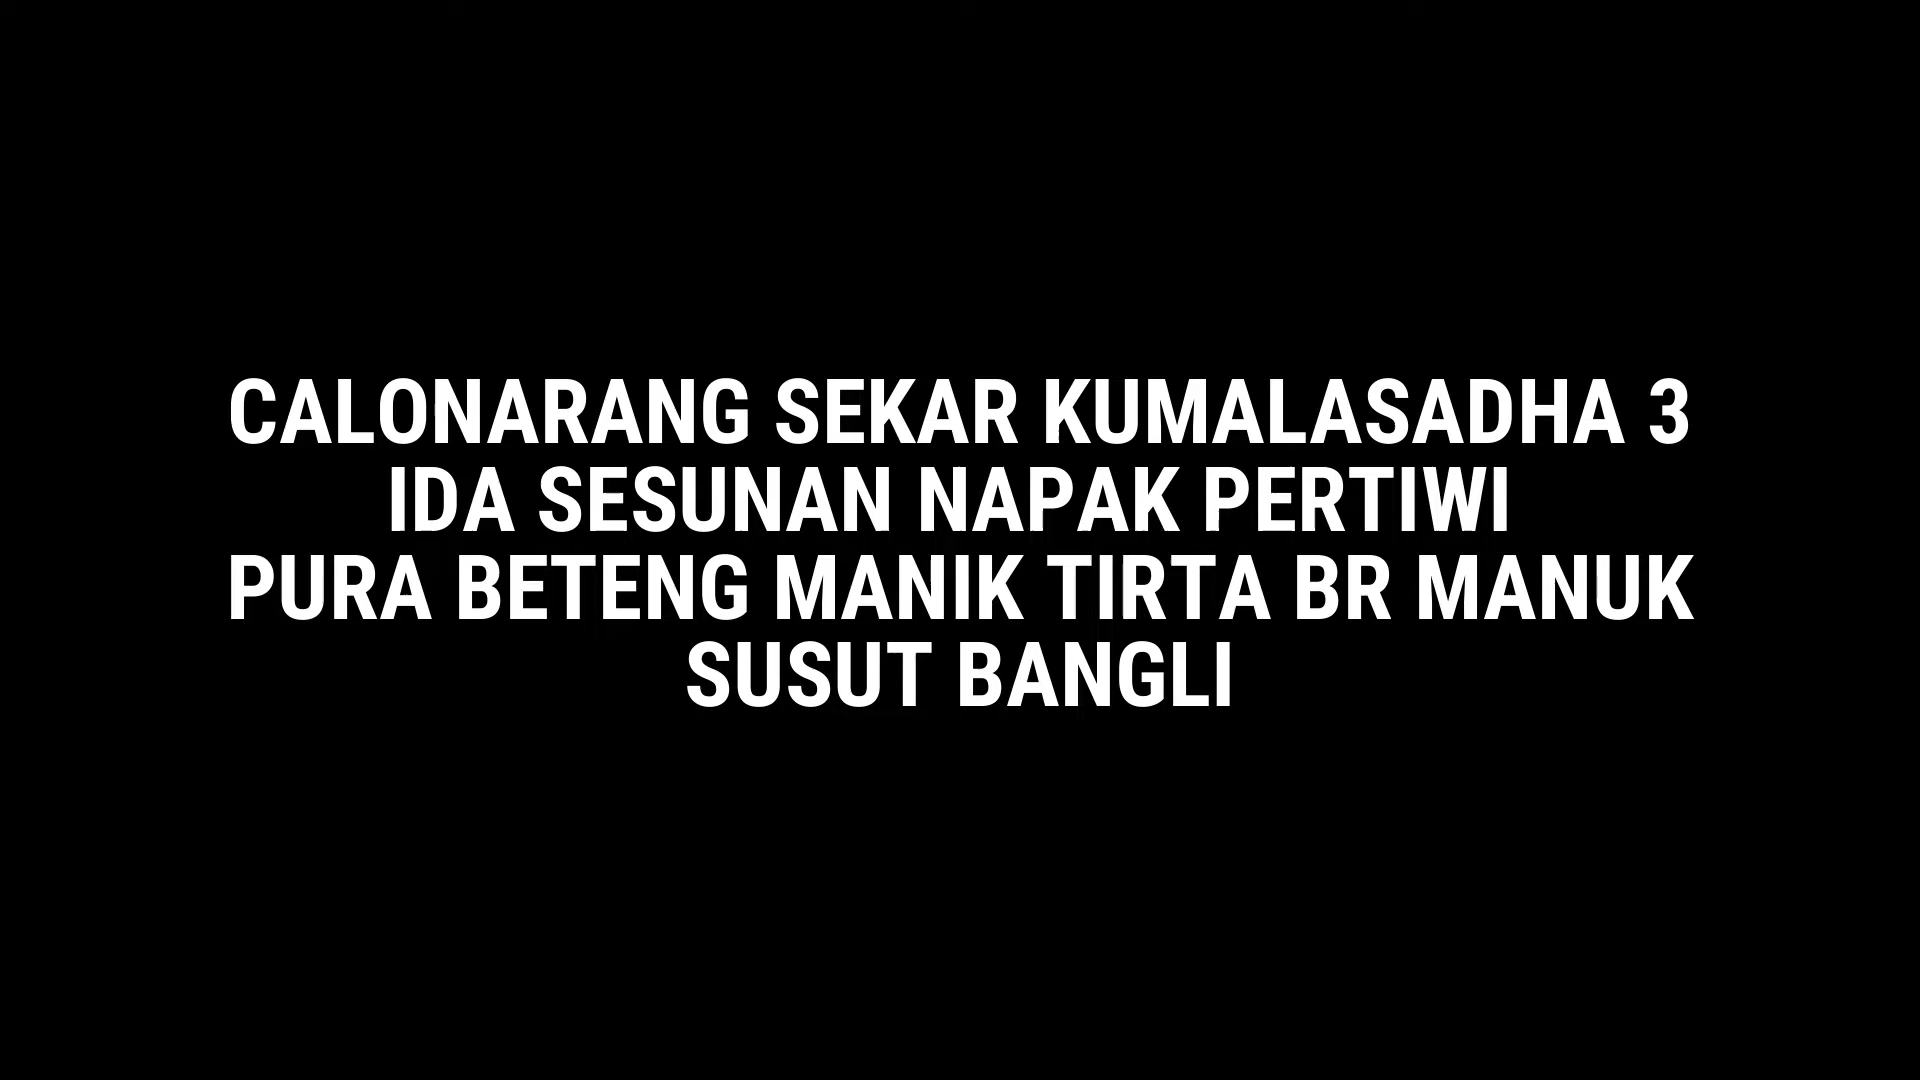 CALONARANG SEKAR KUMALASADHA 3
IDA SESUNAN NAPAK PERTIWI
PURA BETENG MANIK TIRTA BR MANUK
SUSUT BANGLI